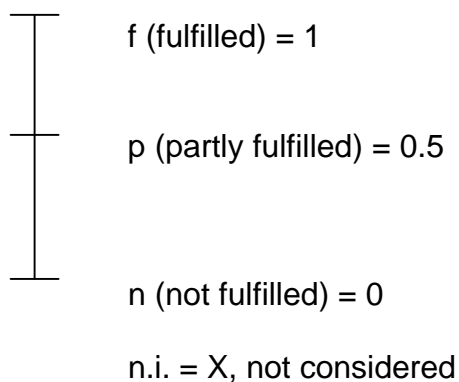 f (fulfilled) = 1
p (partly fulfilled) = 0.5
n (not fulfilled) = 0
n.i. = X, not considered